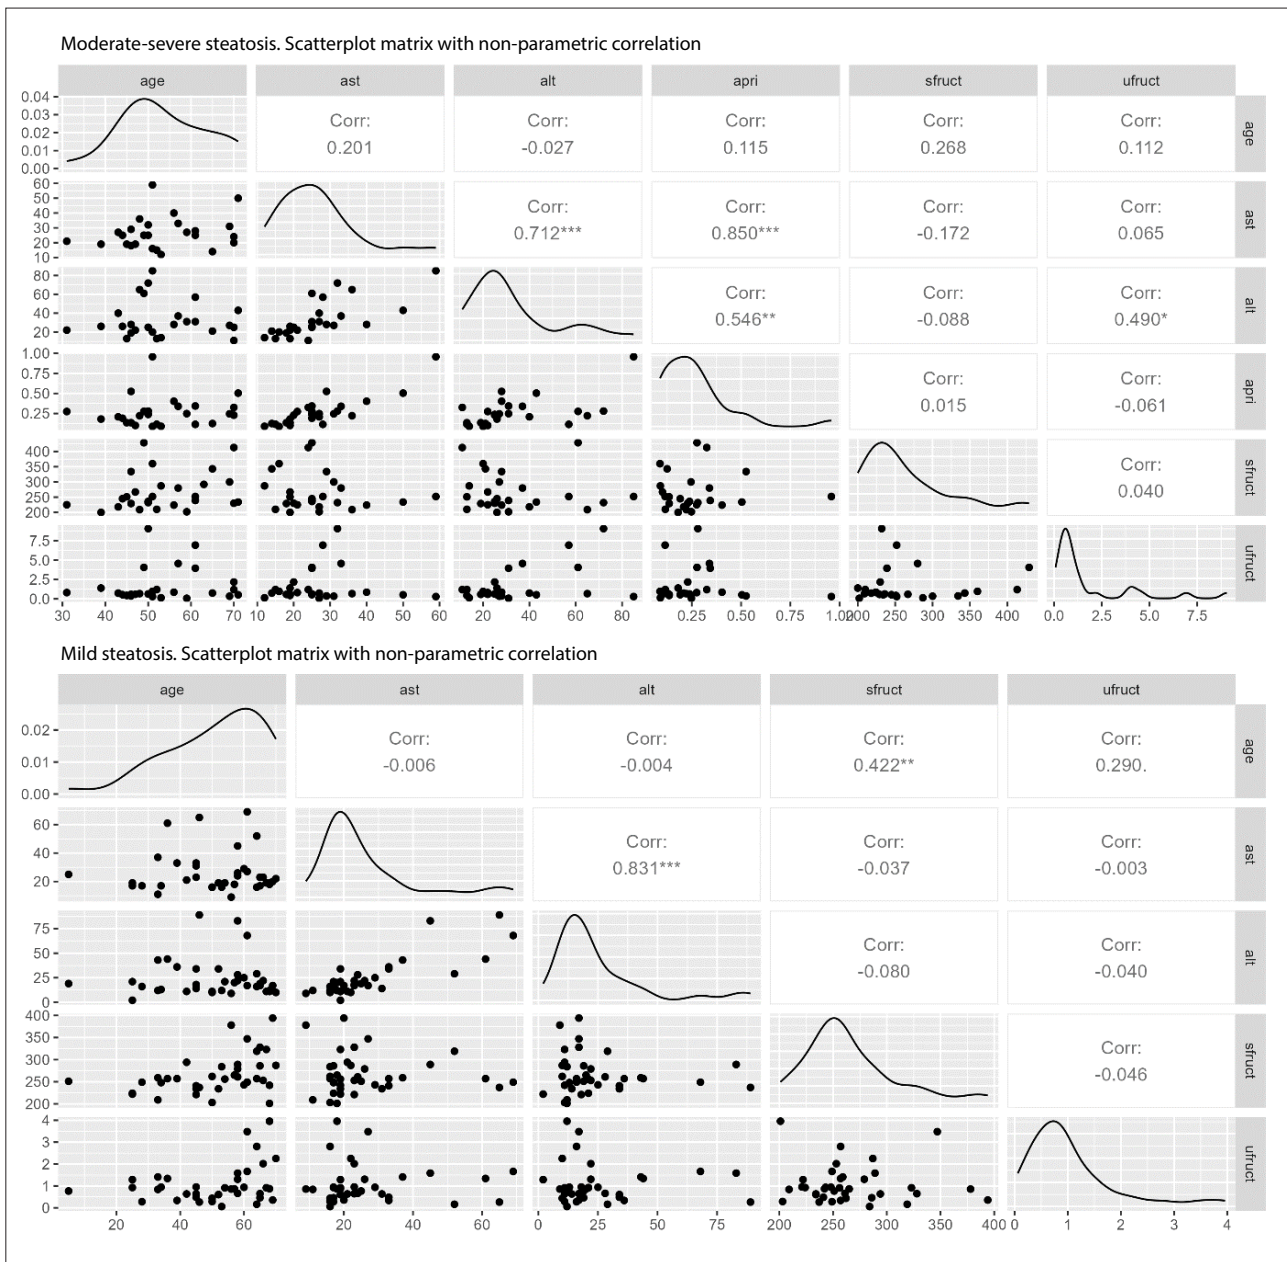 Moderate-severe steatosis. Scatterplot matrix with non-parametric correlation
age ast alt apri sfruct ufruct
0.04
0.03
0.02
0.01
0.00
Corr: Corr: Corr: Corr: Corr:
0.201 -0.027 0.115 0.268 0.112
age
60
50
40
30
20
10
Corr: Corr: Corr: Corr:
0.712*** 0.850*** -0.172 0.065
ast
80
60
40
20
Corr: Corr: Corr:
0.546** -0.088 0.490*
alt
1.00
0.75
0.50
0.25
Corr: Corr:
0.015 -0.061
apri
400
350
300
250
200
Corr:
0.040
sfruct
7.5
5.0
2.5
0.0
ufruct
30 40 50 60 70 10 20 30 40 50 60 20 40 60 80 0.25 0.50 0.75 1.00 200 250 300 350 400 0.0 2.5 5.0 7.5
Mild steatosis. Scatterplot matrix with non-parametric correlation
age ast alt sfruct ufruct
0.02
0.01
0.00
Corr: Corr: Corr: Corr:
-0.006 -0.004 0.422** 0.290.
age
60
40
20
Corr: Corr: Corr:
0.831*** -0.037 -0.003
ast
75
50
25
0
Corr: Corr:
-0.080 -0.040
alt
400
350
300
250
200
Corr:
-0.046
sfruct
4
3
2
1
0
ufruct
20 40 60 20 40 60 0 25 50 75 200 250 300 350 400 0 1 2 3 4